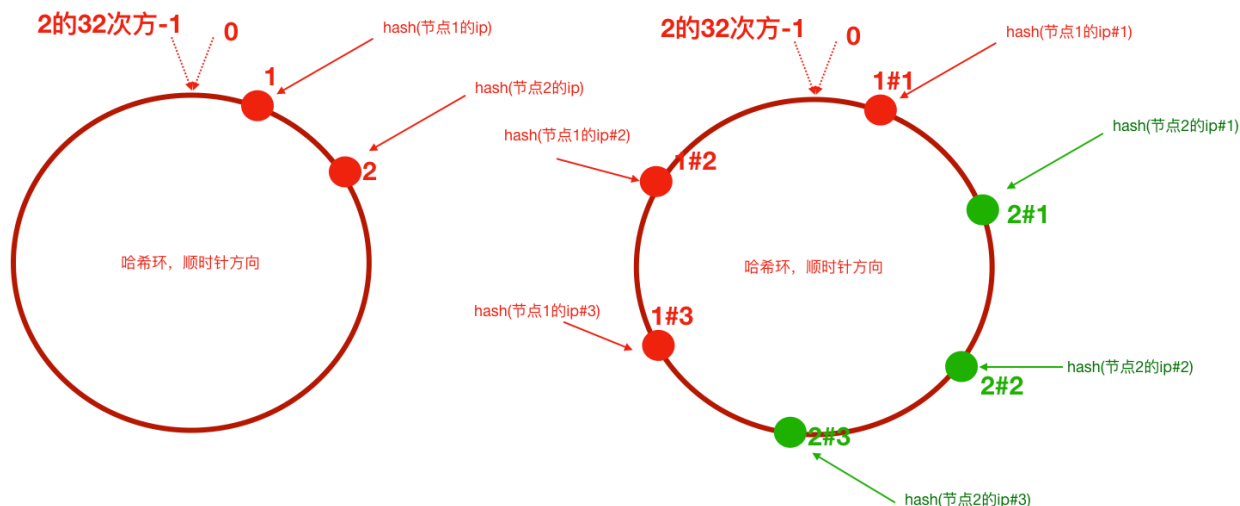 2的32次方-1
0
hash(节点1的ip)
1
hash(节点2的ip)
2
哈希环，顺时针方向
2的32次方-1
0
hash(节点1的ip#1)
1#1
hash(节点2的ip#1)
hash(节点1的ip#2)
1#2
2#1
哈希环，顺时针方向
hash(节点1的ip#3)
1#3
hash(节点2的ip#2)
2#2
2#3
hash(节点2的ip#3)